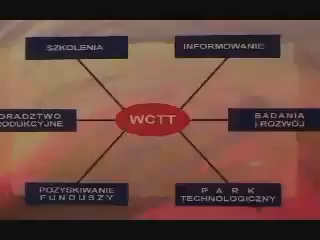 SZKOLENIA
INFORMOWANIE
ORADZTWO
RODUKCYJNE
WCTT
BADANIA
i ROZWÓJ
POZYSKIWANIE
FUNDUSZY
PARK
TECHNOLOGICZNY